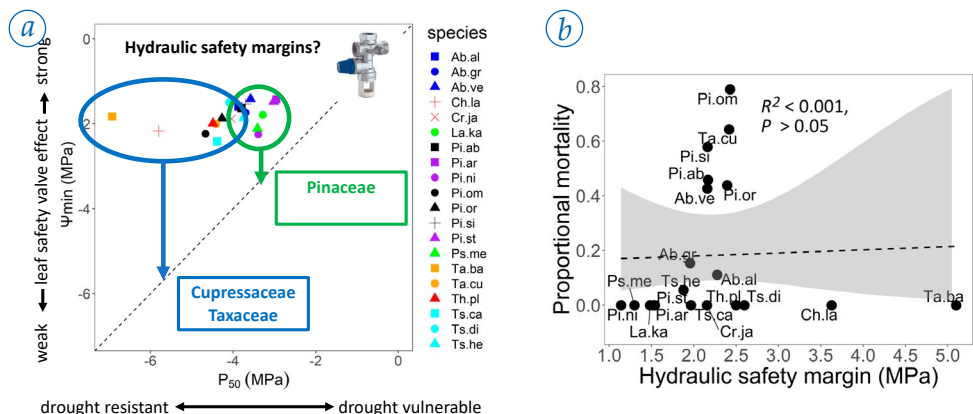 a
Hydraulic safety margins?
weak ← leaf safety valve effect → strong
Ψmin (MPa)
0
-2
-4
-6
-6
-4
-2
0
P50 (MPa)
drought resistant
drought vulnerable
Pinaceae
Cupressaceae
Taxaceae
species
Ab.al
Ab.gr
Ab.ve
Ch.la
Cr.ja
La.ka
Pi.ab
Pi.ar
Pi.ni
Pi.om
Pi.or
Pi.si
Pi.st
Ps.me
Ta.ba
Ta.cu
Th.pl
Ts.ca
Ts.di
Ts.he
b
Proportional mortality
0.8
0.6
0.4
0.2
0.0
R² < 0.001,
P > 0.05
Pi.om
Ta.cu
Pi.si
Pi.ab
Pi.or
Ab.ve
Ab.gr
Ab.al
Ps.me
Ts.he
Pi.st
Th.pl
Ts.di
Ta.ba
Pi.ni
Pi.ar
Ts.ca
Ch.la
La.ka
Cr.ja
1.0 1.5 2.0 2.5 3.0 3.5 4.0 4.5 5.0
Hydraulic safety margin (MPa)